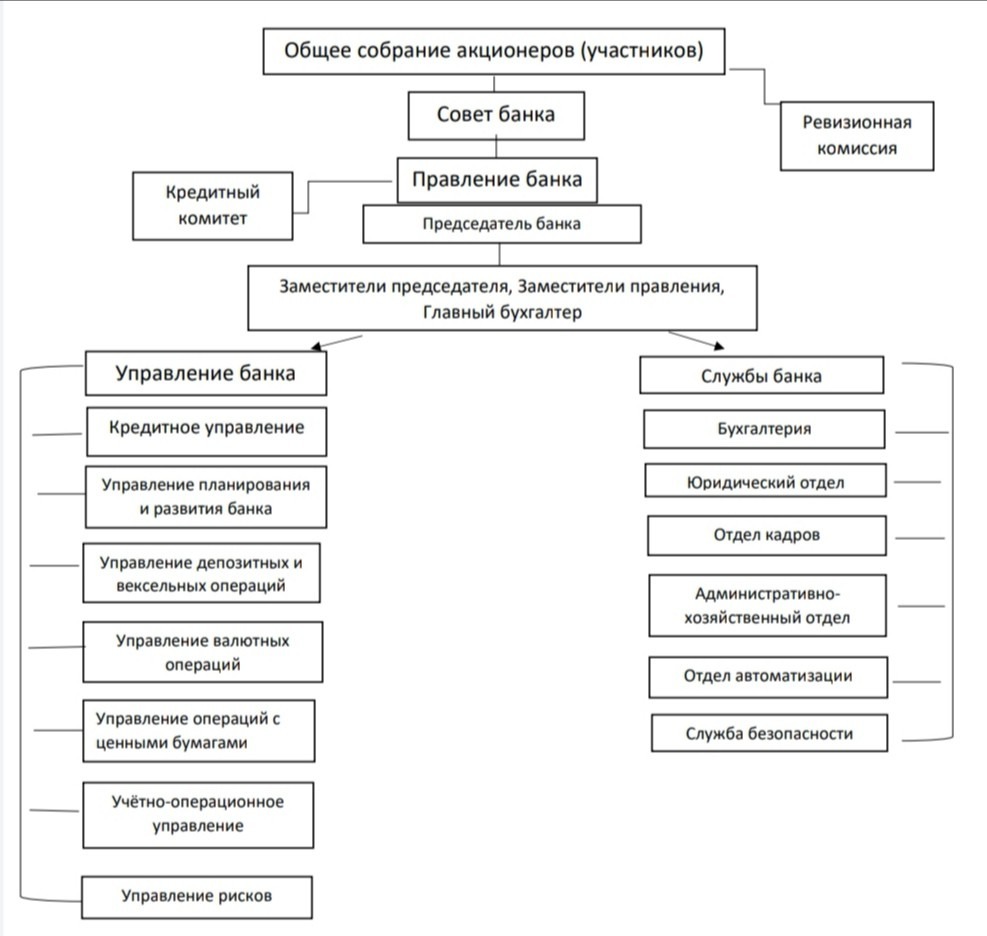 Общее собрание акционеров (участников)
Совет банка
Ревизионная
комиссия
Правление банка
Кредитный
комитет
Председатель банка
Заместители председателя, Заместители правления,
Главный бухгалтер
Управление банка
Кредитное управление
Управление планирования
и развития банка
Управление депозитных и
вексельных операций
Управление валютных
операций
Управление операций с
ценными бумагами
Учётно-операционное
управление
Управление рисков
Службы банка
Бухгалтерия
Юридический отдел
Отдел кадров
Административно-
хозяйственный отдел
Отдел автоматизации
Служба безопасности